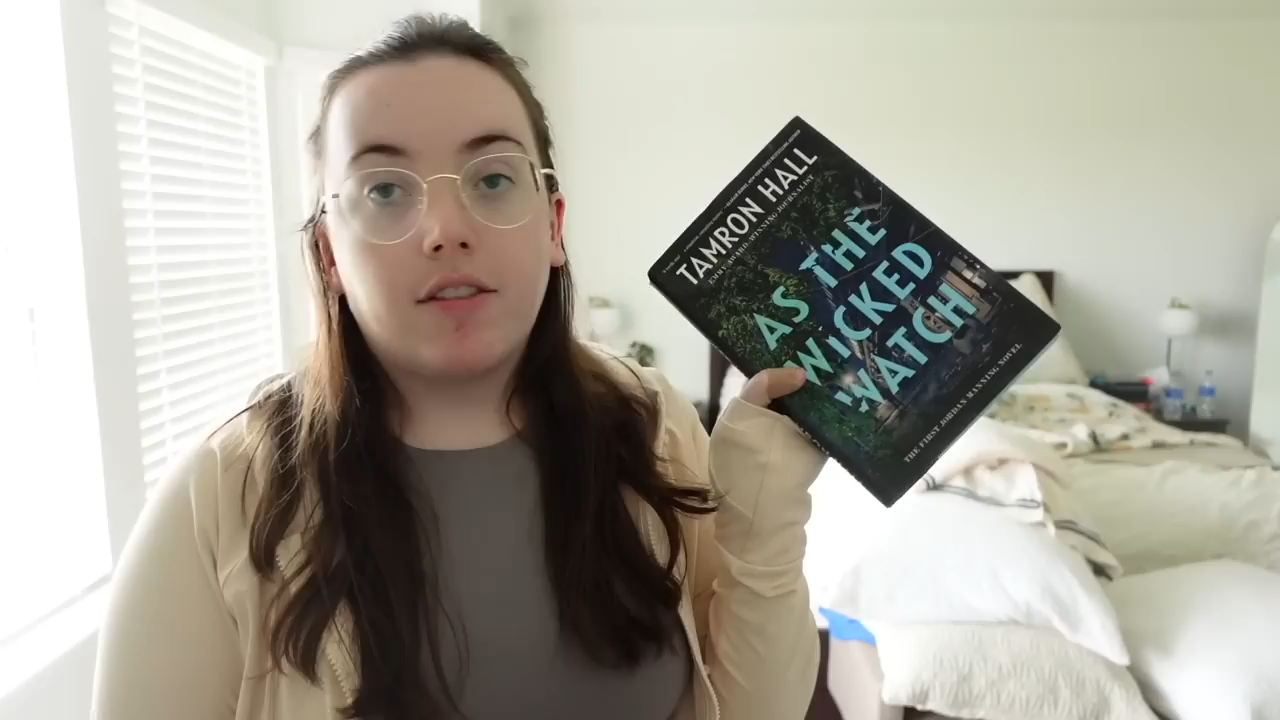 TAMRON HALL
EMMY AWARD-WINNING JOURNALIST
AS THE
WICKED
WATCH
THE FIRST JORDAN MANNING NOVEL